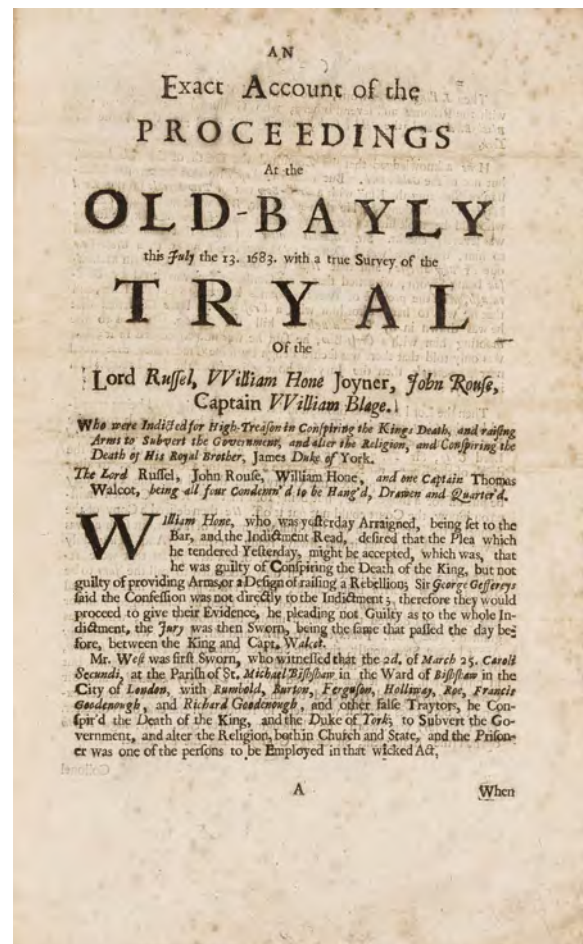 AN
Exact Account of the
PROCEEDINGS
At the
OLD-BAYLY
this July the 13. 1683. with a true Survey of the
TRYAL
Of the
Lord Ruſſel, VVilliam Hone Joyner, John Rouſe,
Captain VVilliam Blage.
Who were Indicted for High-Treaſon in Conſpiring the Kings Death, and raiſing
Arms to Subvert the Government, and alter the Religion, and Conſpiring the
Death of His Royal Brother, James Duke of York.
The Lord Ruſſel, John Rouſe, William Hone, and one Captain Thomas
Walcot, being all four Condemn'd to be Hang'd, Drawen and Quarter'd.
William Hone, who was yeſterday Arraigned, being ſet to the
Bar, and the Indictment Read, deſired that the Plea which
he tendered Yeſterday, might be accepted, which was, that
he was guilty of Conſpiring the Death of the King, but not
guilty of providing Arms, or a Deſign of raiſing a Rebellion; Sir George Geffereys
ſaid the Confeſſion was not directly to the Indictment; therefore they would
proceed to give their Evidence, he pleading not Guilty as to the whole In-
dictment, the Jury was then Sworn, being the ſame that paſſed the day be-
fore, between the King and Capt. Walcot.
Mr. Weſt was firſt Sworn, who witneſſed that the 2d. of March 25. Caroli
Secundi, at the Pariſh of St. Michael Biſhſhaw in the Ward of Biſhſhaw in the
City of London, with Rumbold, Burton, Ferguſon, Holliway, Roe, Francis
Goodenough, and Richard Goodenough, and other falſe Traytors, he Con-
ſpir'd the Death of the King, and the Duke of York; to Subvert the Go-
vernment, and alter the Religion, both in Church and State, and the Priſon-
er was one of the perſons to be Employed in that wicked Act,
A
When